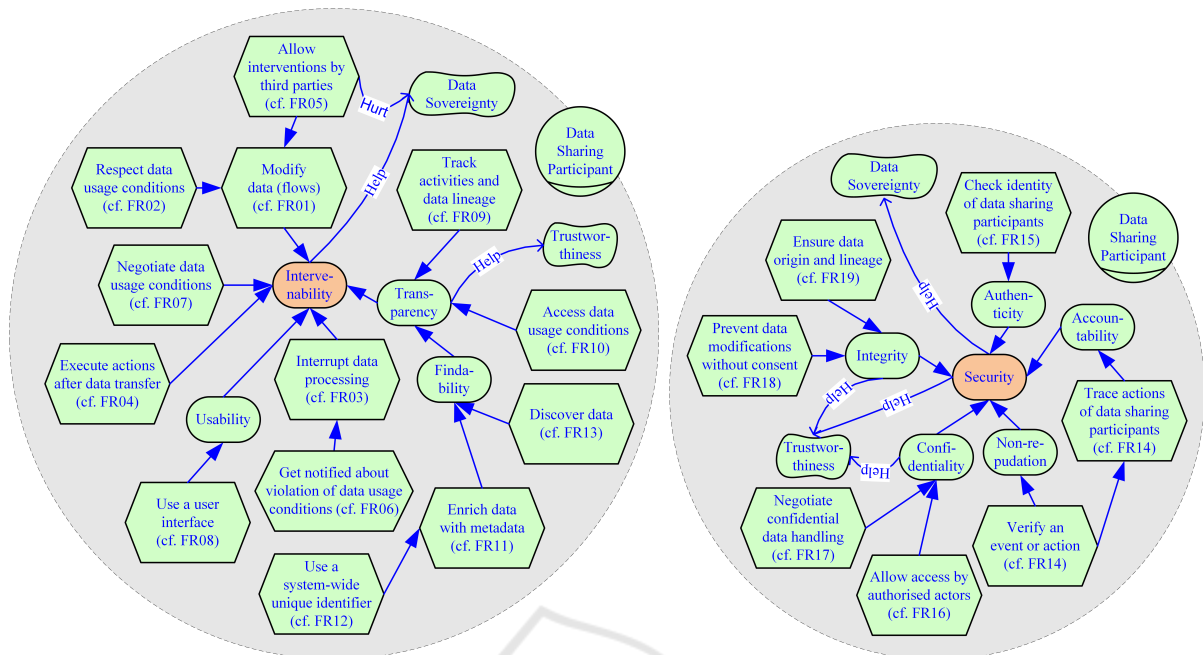 Allow
interventions by
third parties
(cf. FR05)
Hurt
Data
Sovereignty
Data
Sharing
Participant
Respect data
usage conditions
(cf. FR02)
Modify
data (flows)
(cf. FR01)
Help
Track
activities and
data lineage
(cf. FR09)
Trustwor-
thiness
Help
Negotiate data
usage conditions
(cf. FR07)
Interve-
nability
Trans-
parency
Access data
usage conditions
(cf. FR10)
Execute actions
after data transfer
(cf. FR04)
Interrupt data
processing
(cf. FR03)
Finda-
bility
Usability
Discover data
(cf. FR13)
Use a user
interface
(cf. FR08)
Get notified about
violation of data usage
conditions (cf. FR06)
Enrich data
with metadata
(cf. FR11)
Use a
system-wide
unique identifier
(cf. FR12)
Data
Sovereignty
Check identity
of data sharing
participants
(cf. FR15)
Data
Sharing
Participant
Ensure data
origin and lineage
(cf. FR19)
Help
Authen-
ticity
Accoun-
tability
Prevent data
modifications
without consent
(cf. FR18)
Integrity
Security
Help
Help
Trace actions
of data sharing
participants
(cf. FR14)
Trustwor-
thiness
Help
Confi-
dentiality
Non-re-
pudation
Negotiate
confidential
data handling
(cf. FR17)
Verify an
event or action
(cf. FR14)
Allow access by
authorised actors
(cf. FR16)